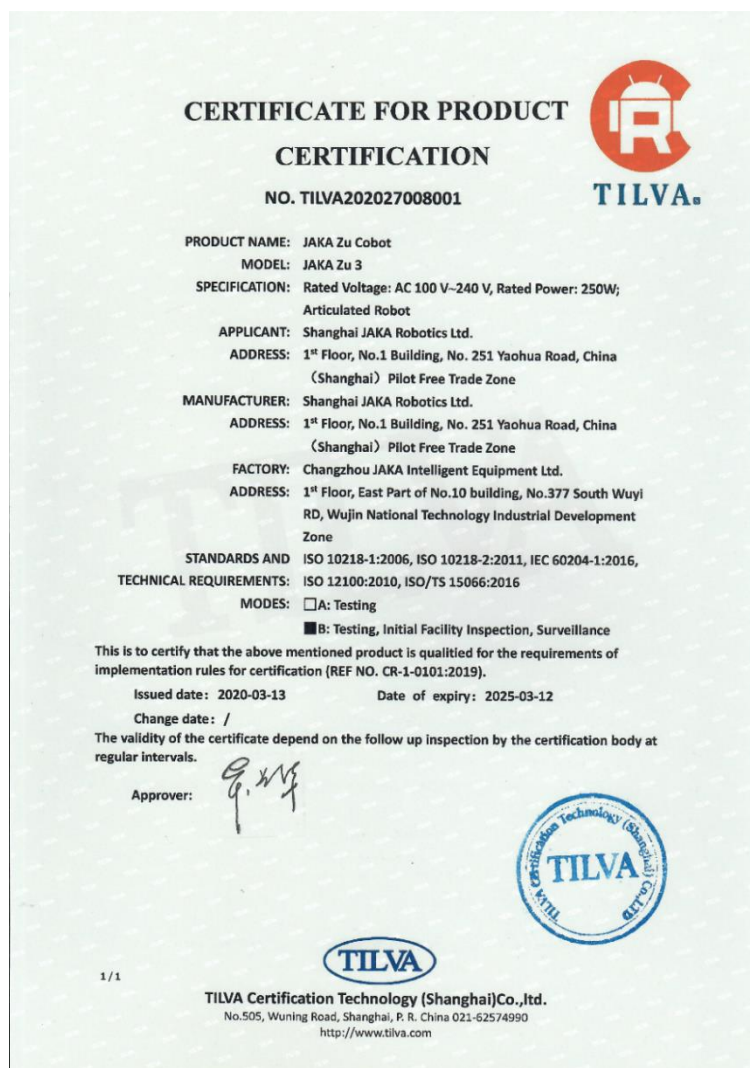 CERTIFICATE FOR PRODUCT
CERTIFICATION
NO. TILVA202027008001
TILVA
PRODUCT NAME: JAKA Zu Cobot
MODEL: JAKA Zu 3
SPECIFICATION: Rated Voltage: AC 100 V~240 V, Rated Power: 250W;
Articulated Robot
APPLICANT: Shanghai JAKA Robotics Ltd.
ADDRESS: 1st Floor, No.1 Building, No. 251 Yaohua Road, China
（Shanghai）Pilot Free Trade Zone
MANUFACTURER: Shanghai JAKA Robotics Ltd.
ADDRESS: 1st Floor, No.1 Building, No. 251 Yaohua Road, China
（Shanghai）Pilot Free Trade Zone
FACTORY: Changzhou JAKA Intelligent Equipment Ltd.
ADDRESS: 1st Floor, East Part of No.10 building, No.377 South Wuyi
RD, Wujin National Technology Industrial Development
Zone
STANDARDS AND ISO 10218-1:2006, ISO 10218-2:2011, IEC 60204-1:2016,
TECHNICAL REQUIREMENTS: ISO 12100:2010, ISO/TS 15066:2016
MODES: □A: Testing
■B: Testing, Initial Facility Inspection, Surveillance
This is to certify that the above mentioned product is qualitied for the requirements of
implementation rules for certification (REF NO. CR-1-0101:2019).
Issued date: 2020-03-13 Date of expiry: 2025-03-12
Change date: /
The validity of the certificate depend on the follow up inspection by the certification body at
regular intervals.
Approver:
TILVA Certification Technology (Shanghai) Co.,LTD
TILVA
TILVA
1/1
TILVA Certification Technology (Shanghai)Co.,ltd.
No.505, Wuning Road, Shanghai, P. R. China 021-62574990
http://www.tilva.com